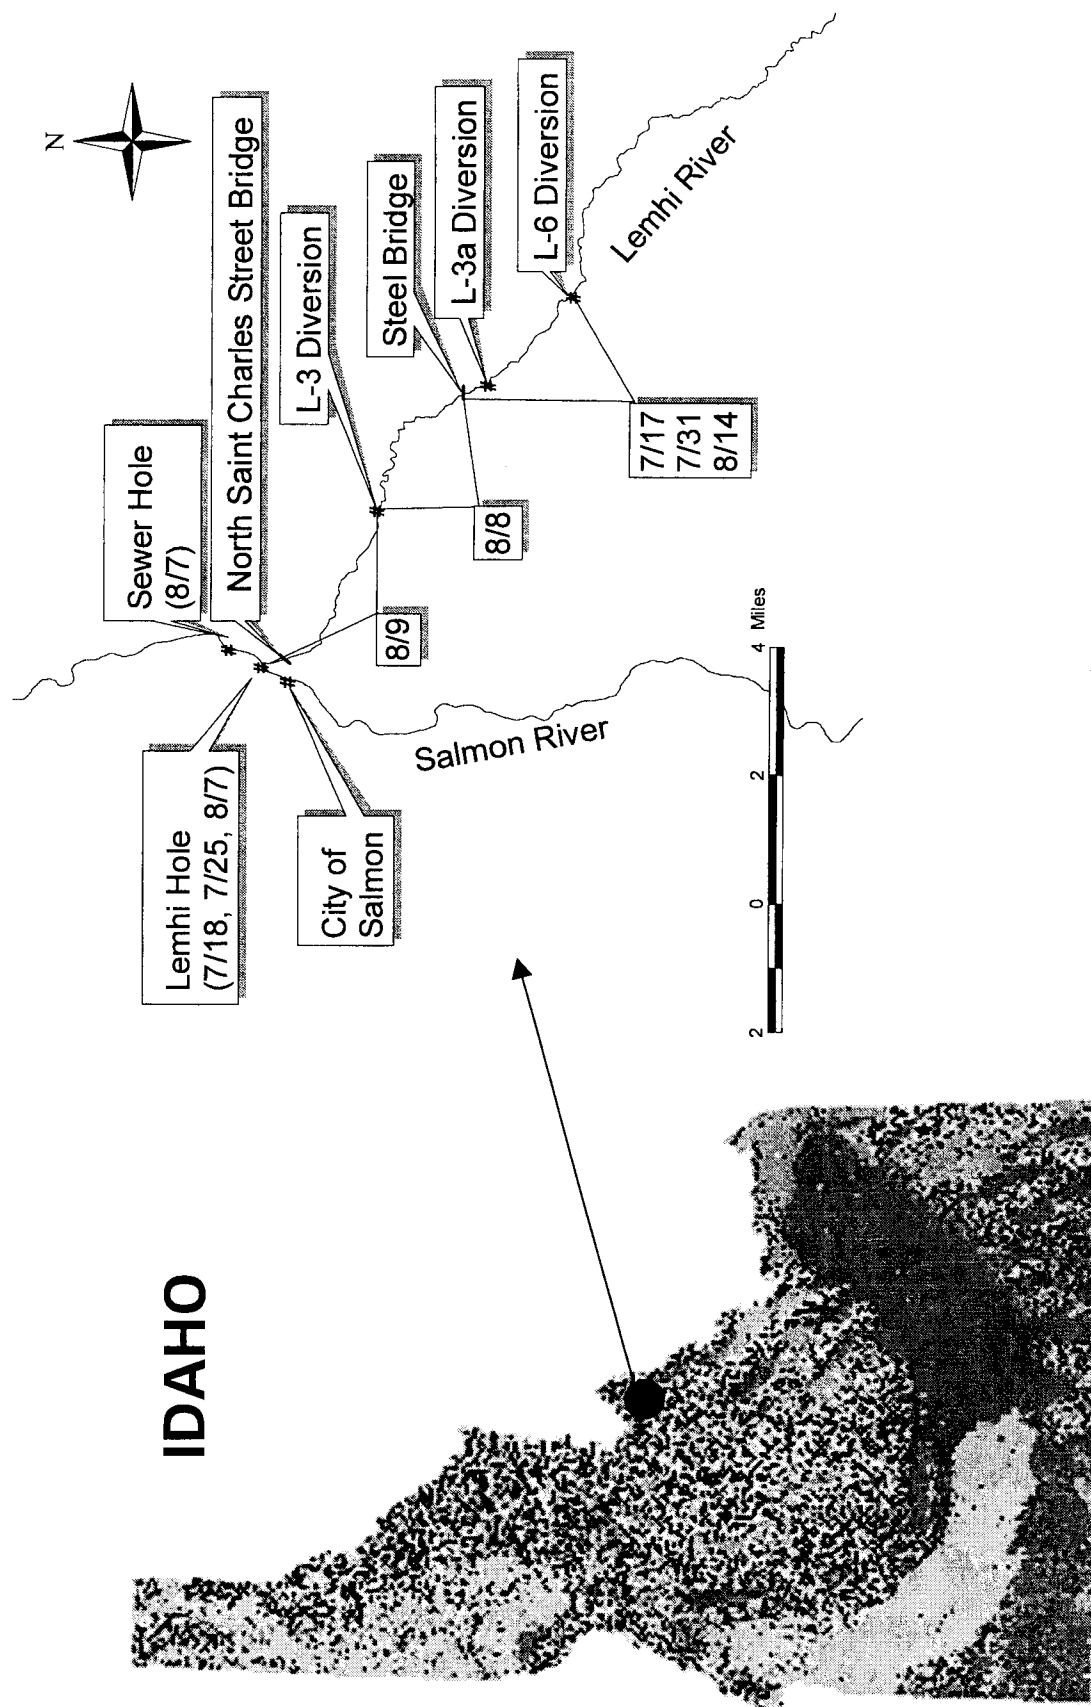 IDAHO
N
Sewer Hole
(8/7)
North Saint Charles Street Bridge
Lemhi Hole
(7/18, 7/25, 8/7)
L-3 Diversion
City of
Salmon
Steel Bridge
8/9
L-3a Diversion
Salmon River
8/8
L-6 Diversion
Lemhi River
7/17
7/31
8/14
2 0 2 4 Miles